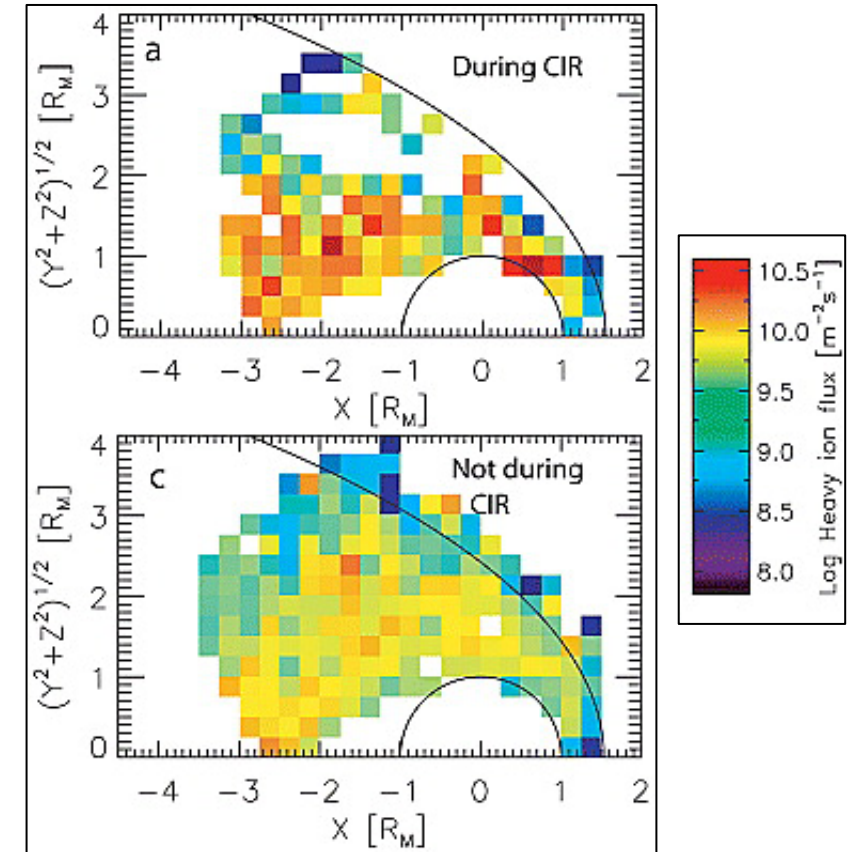 a
During CIR
4
3
2
1
0
(Y²+Z²)^1/2 [R_M]
−4 −3 −2 −1 0 1 2
X [R_M]
c
Not during
CIR
4
3
2
1
0
(Y²+Z²)^1/2 [R_M]
−4 −3 −2 −1 0 1 2
X [R_M]
10.5
10.0
9.5
9.0
8.5
8.0
Log Heavy ion flux [m⁻²s⁻¹]